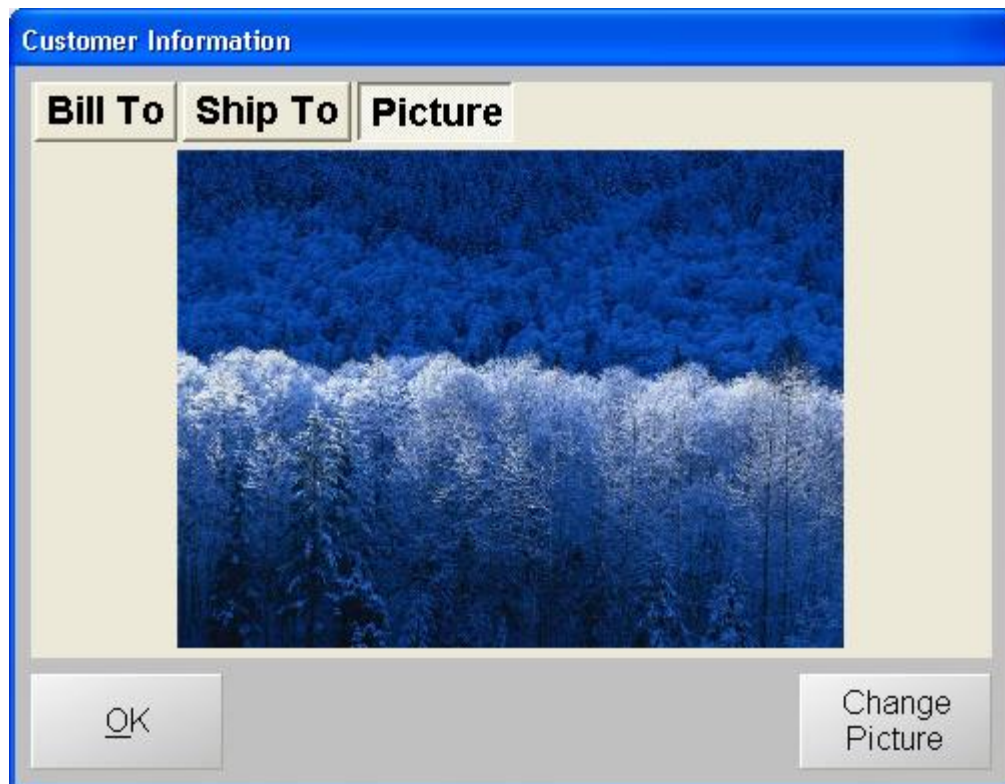 Customer Information
Bill To Ship To Picture
OK
Change
Picture